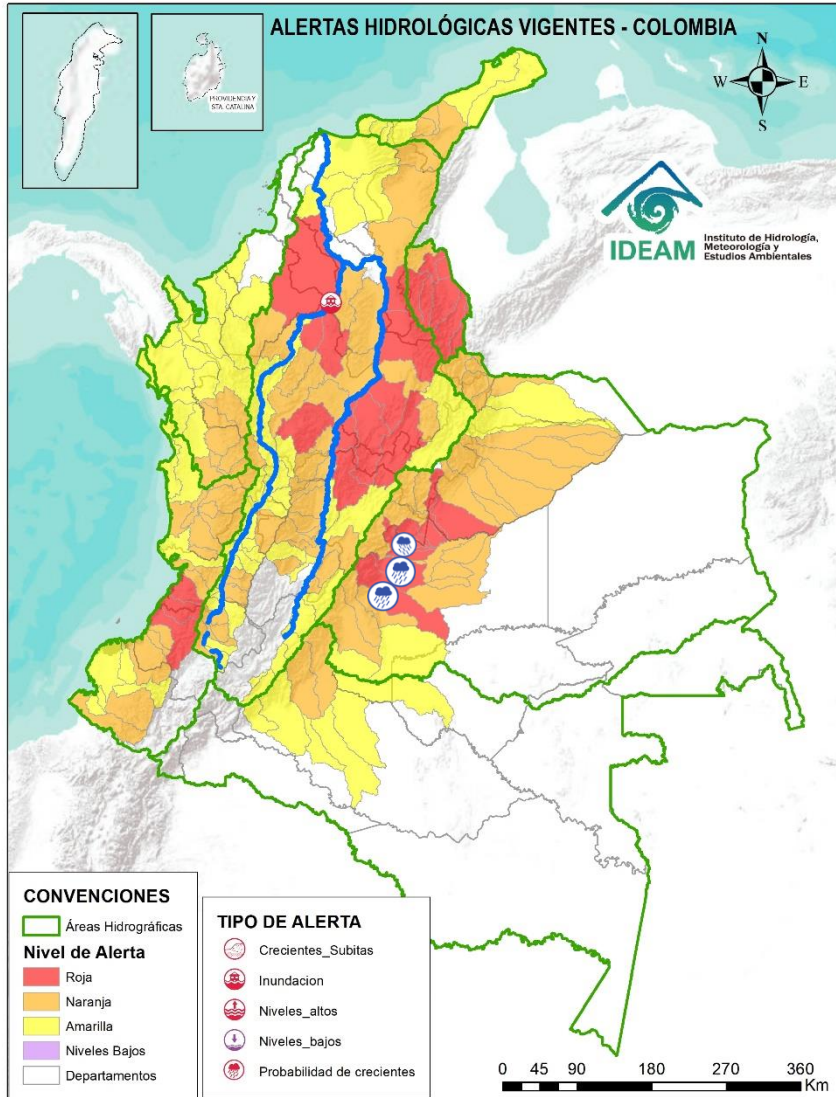 ALERTAS HIDROLÓGICAS VIGENTES - COLOMBIA
PROVIDENCIA Y
STA. CATALINA
N
W E
S
IDEAM
Instituto de Hidrología,
Meteorología y
Estudios Ambientales
CONVENCIONES
Áreas Hidrográficas
Nivel de Alerta
Roja
Naranja
Amarilla
Niveles Bajos
Departamentos
TIPO DE ALERTA
Crecientes_Subitas
Inundacion
Niveles_altos
Niveles_bajos
Probabilidad de crecientes
0 45 90 180 270 360
Km